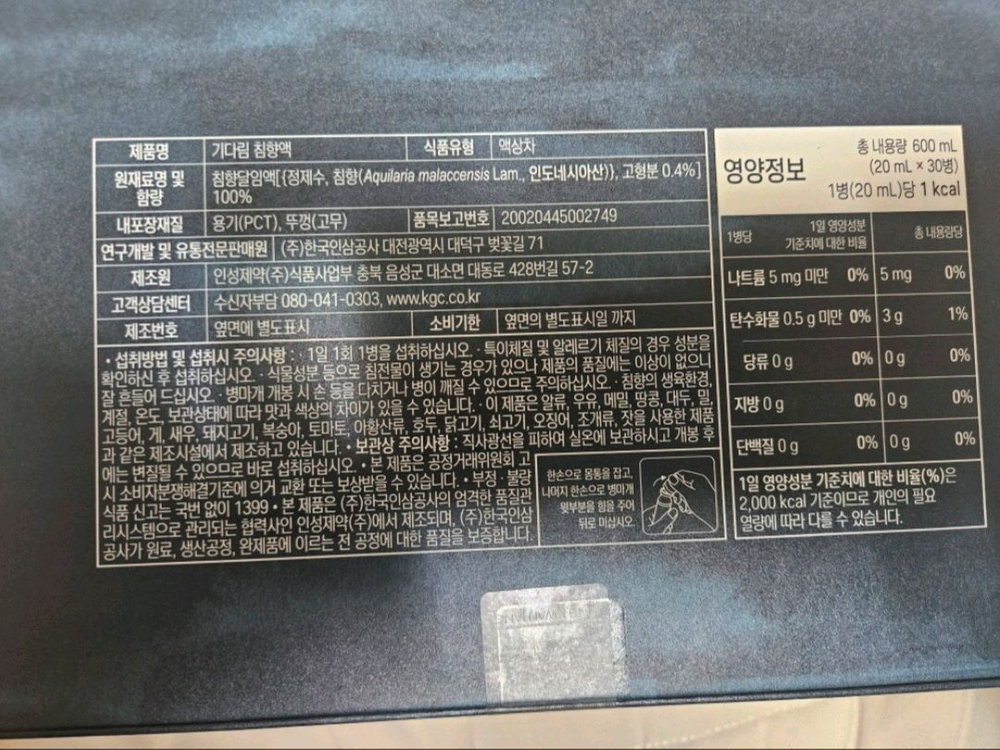 제품명 기다림 침향액 식품유형 액상차
원재료명 및 함량 침향달임액[{정제수, 침향(Aquilaria malaccensis Lam., 인도네시아산)}, 고형분 0.4%] 100%
내포장재질 용기(PCT), 뚜껑(고무) 품목보고번호 20020445002749
연구개발 및 유통전문판매원 (주)한국인삼공사 대전광역시 대덕구 벚꽃길 71
제조원 인성제약(주)식품사업부 충북 음성군 대소면 대동로 428번길 57-2
고객상담센터 수신자부담 080-041-0303, www.kgc.co.kr
제조번호 옆면에 별도표시 소비기한 옆면의 별도표시일 까지
• 섭취방법 및 섭취시 주의사항 : · 1일 1회 1병을 섭취하십시오. · 특이체질 및 알레르기 체질의 경우 성분을
확인하신 후 섭취하십시오. · 식물성분 등으로 침전물이 생기는 경우가 있으나 제품의 품질에는 이상이 없으니
잘 흔들어 드십시오. · 병마개 개봉 시 손 등을 다치거나 병이 깨질 수 있으므로 주의하십시오. · 침향의 생육환경,
계절, 온도, 보관상태에 따라 맛과 색상의 차이가 있을 수 있습니다. · 이 제품은 알류, 우유, 메밀, 땅콩, 대두, 밀,
고등어, 게, 새우, 돼지고기, 복숭아, 토마토, 아황산류, 호두, 닭고기, 쇠고기, 오징어, 조개류, 잣을 사용한 제품
과 같은 제조시설에서 제조하고 있습니다. • 보관상 주의사항 : 직사광선을 피하여 실온에 보관하시고 개봉 후
에는 변질될 수 있으므로 바로 섭취하십시오. • 본 제품은 공정거래위원회 고
시 소비자분쟁해결기준에 의거 교환 또는 보상받을 수 있습니다. • 부정·불량
식품 신고는 국번 없이 1399 • 본 제품은 (주)한국인삼공사의 엄격한 품질관
리시스템으로 관리되는 협력사인 인성제약(주)에서 제조되며, (주)한국인삼
공사가 원료, 생산공정, 완제품에 이르는 전 공정에 대한 품질을 보증합니다.
한손으로 몸통을 잡고,
나머지 한손으로 병마개
윗부분을 힘을 주어
뒤로 미십시오.
영양정보
총 내용량 600 mL
(20 mL × 30병)
1병(20 mL)당 1 kcal
1병당 1일 영양성분 기준치에 대한 비율 총 내용량당
나트륨 5 mg 미만 0% 5 mg 0%
탄수화물 0.5 g 미만 0% 3 g 1%
당류 0 g 0% 0 g 0%
지방 0 g 0% 0 g 0%
단백질 0 g 0% 0 g 0%
1일 영양성분 기준치에 대한 비율(%)은
2,000 kcal 기준이므로 개인의 필요
열량에 따라 다를 수 있습니다.